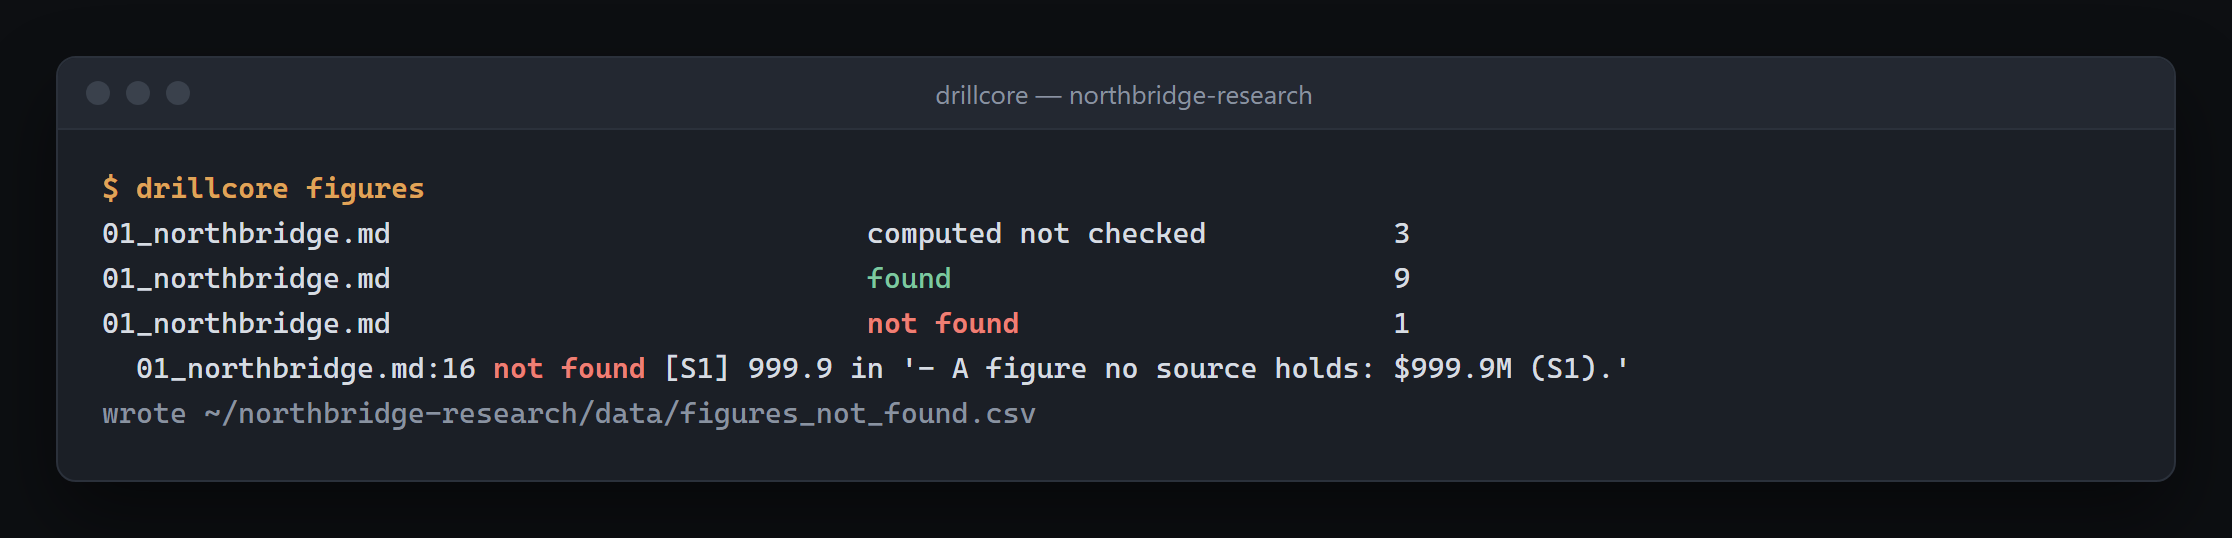 drillcore — northbridge-research
$ drillcore figures
01_northbridge.md computed not checked 3
01_northbridge.md found 9
01_northbridge.md not found 1
01_northbridge.md:16 not found [S1] 999.9 in '- A figure no source holds: $999.9M (S1).'
wrote ~/northbridge-research/data/figures_not_found.csv